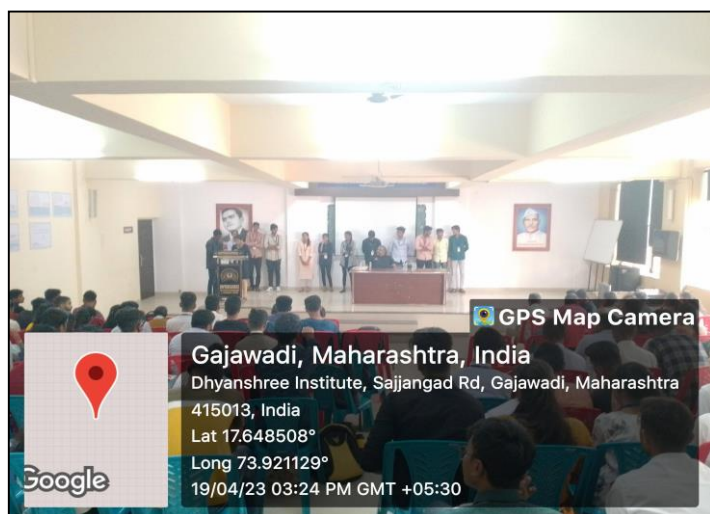 GPS Map Camera
Gajawadi, Maharashtra, India
Dhyanshree Institute, Sajjangad Rd, Gajawadi, Maharashtra
415013, India
Lat 17.648508°
Long 73.921129°
19/04/23 03:24 PM GMT +05:30
Google